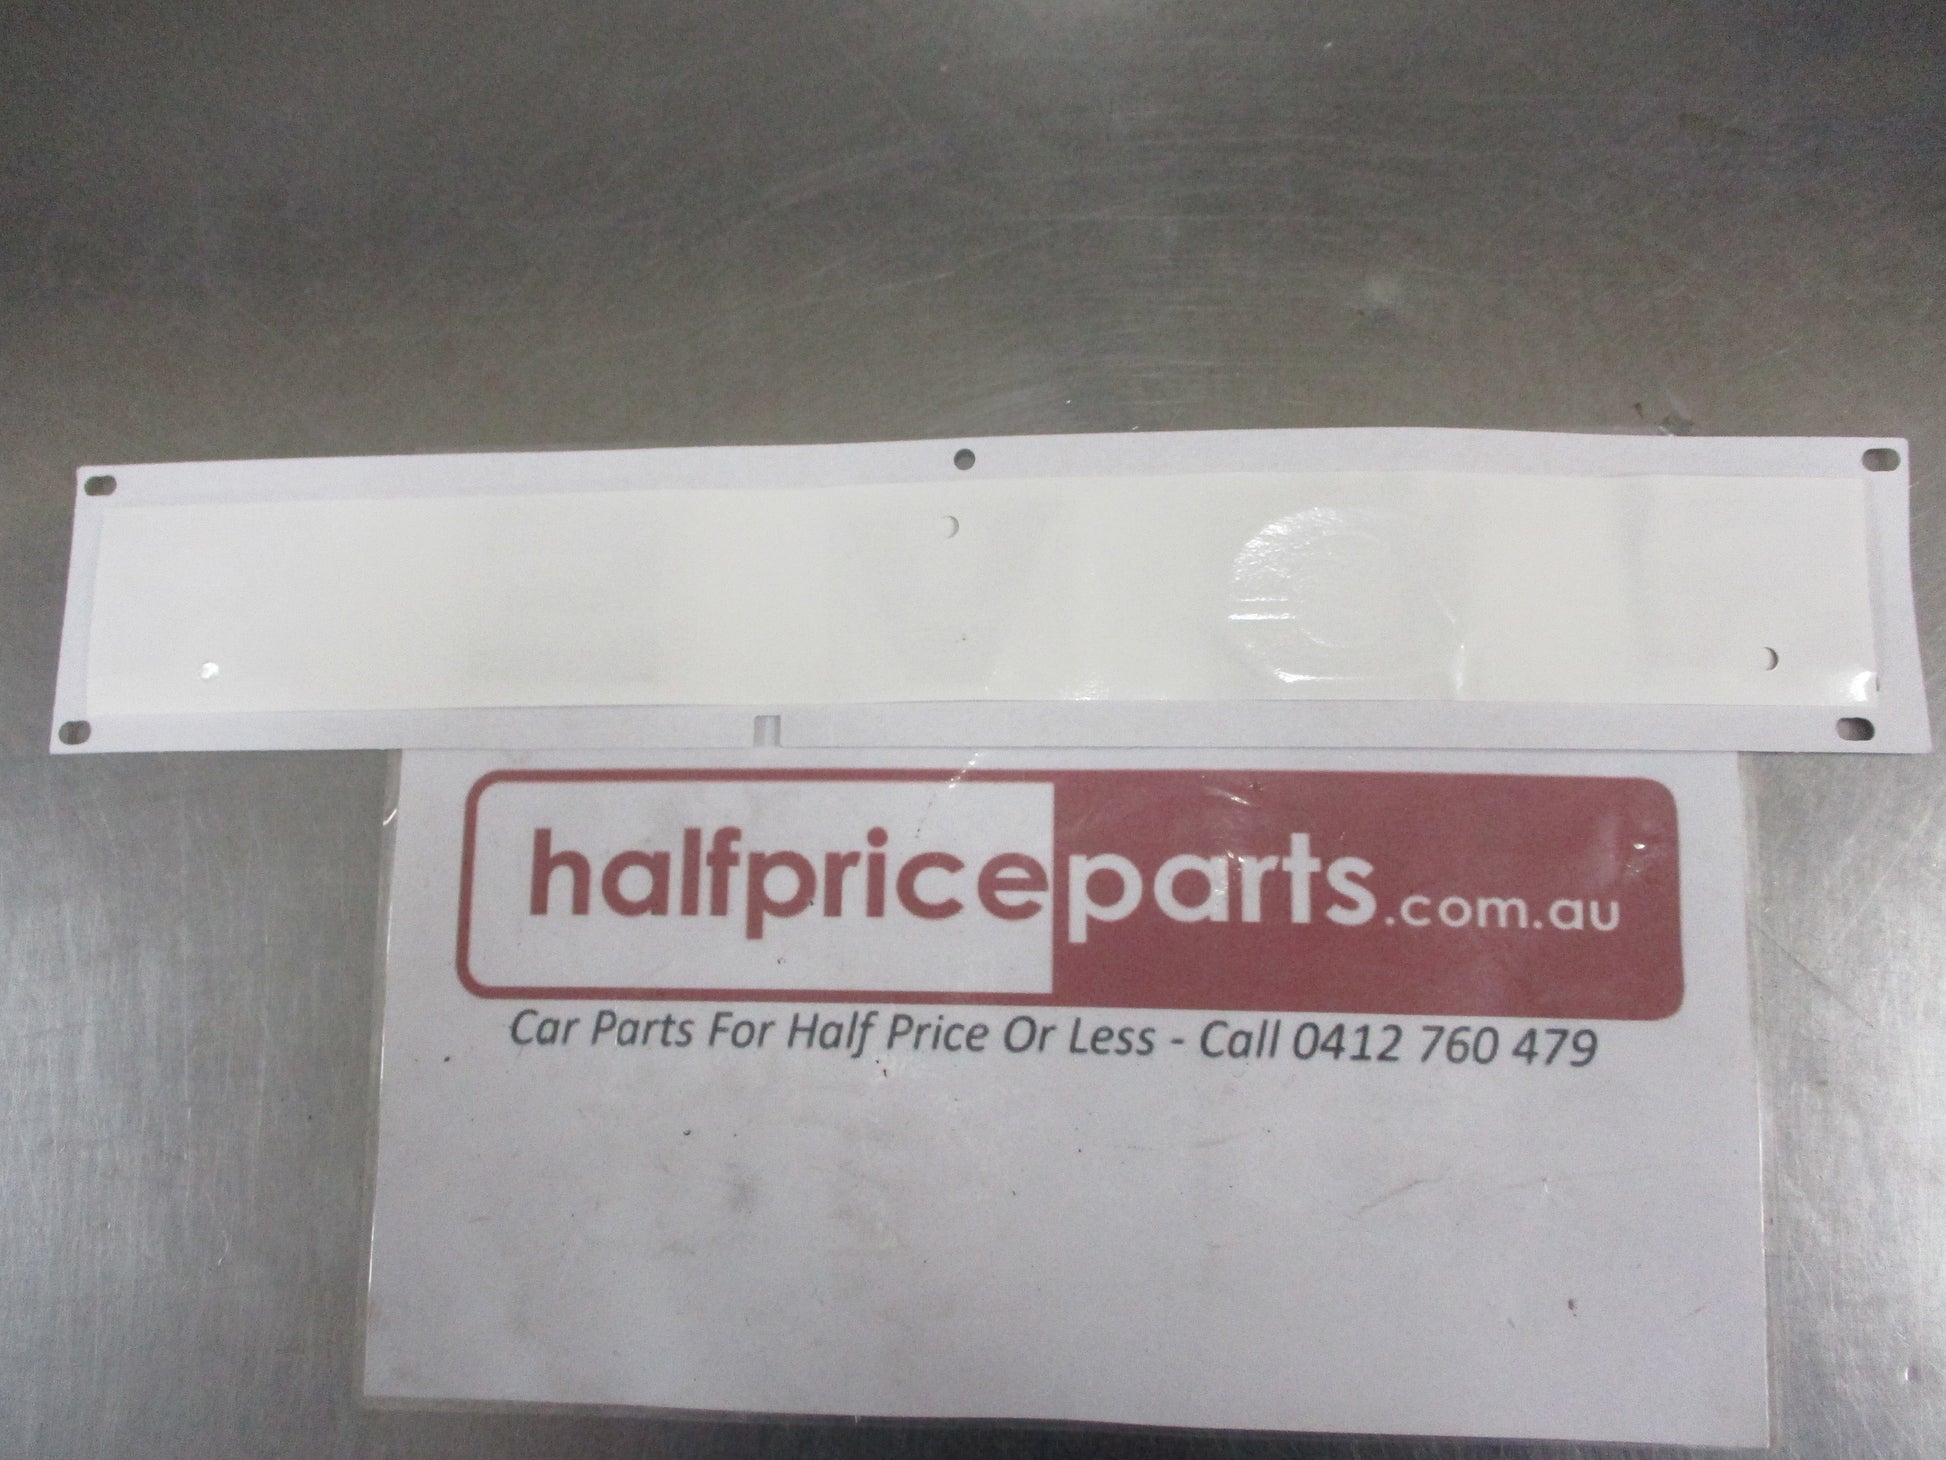 halfpriceparts.com.au
Car Parts For Half Price Or Less - Call 0412 760 479